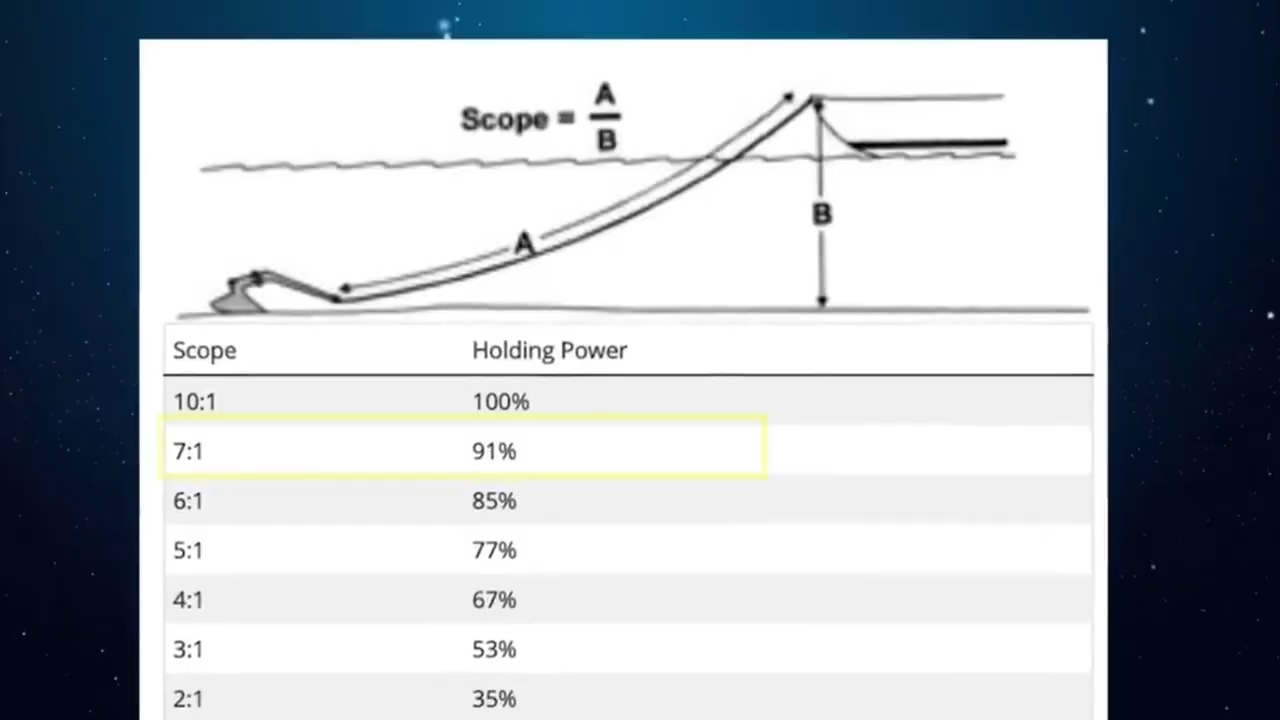 Scope = A
B
A
B
Scope Holding Power
10:1 100%
7:1 91%
6:1 85%
5:1 77%
4:1 67%
3:1 53%
2:1 35%